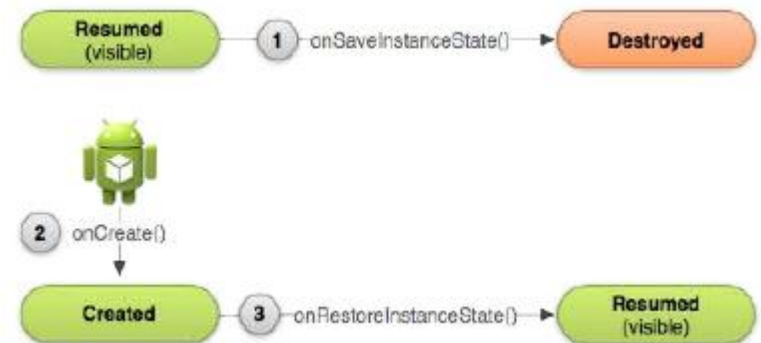 Resumed
(visible)
1
onSaveInstanceState()
Destroyed
2
onCreate()
Created
3
onRestoreInstanceState()
Resumed
(visible)